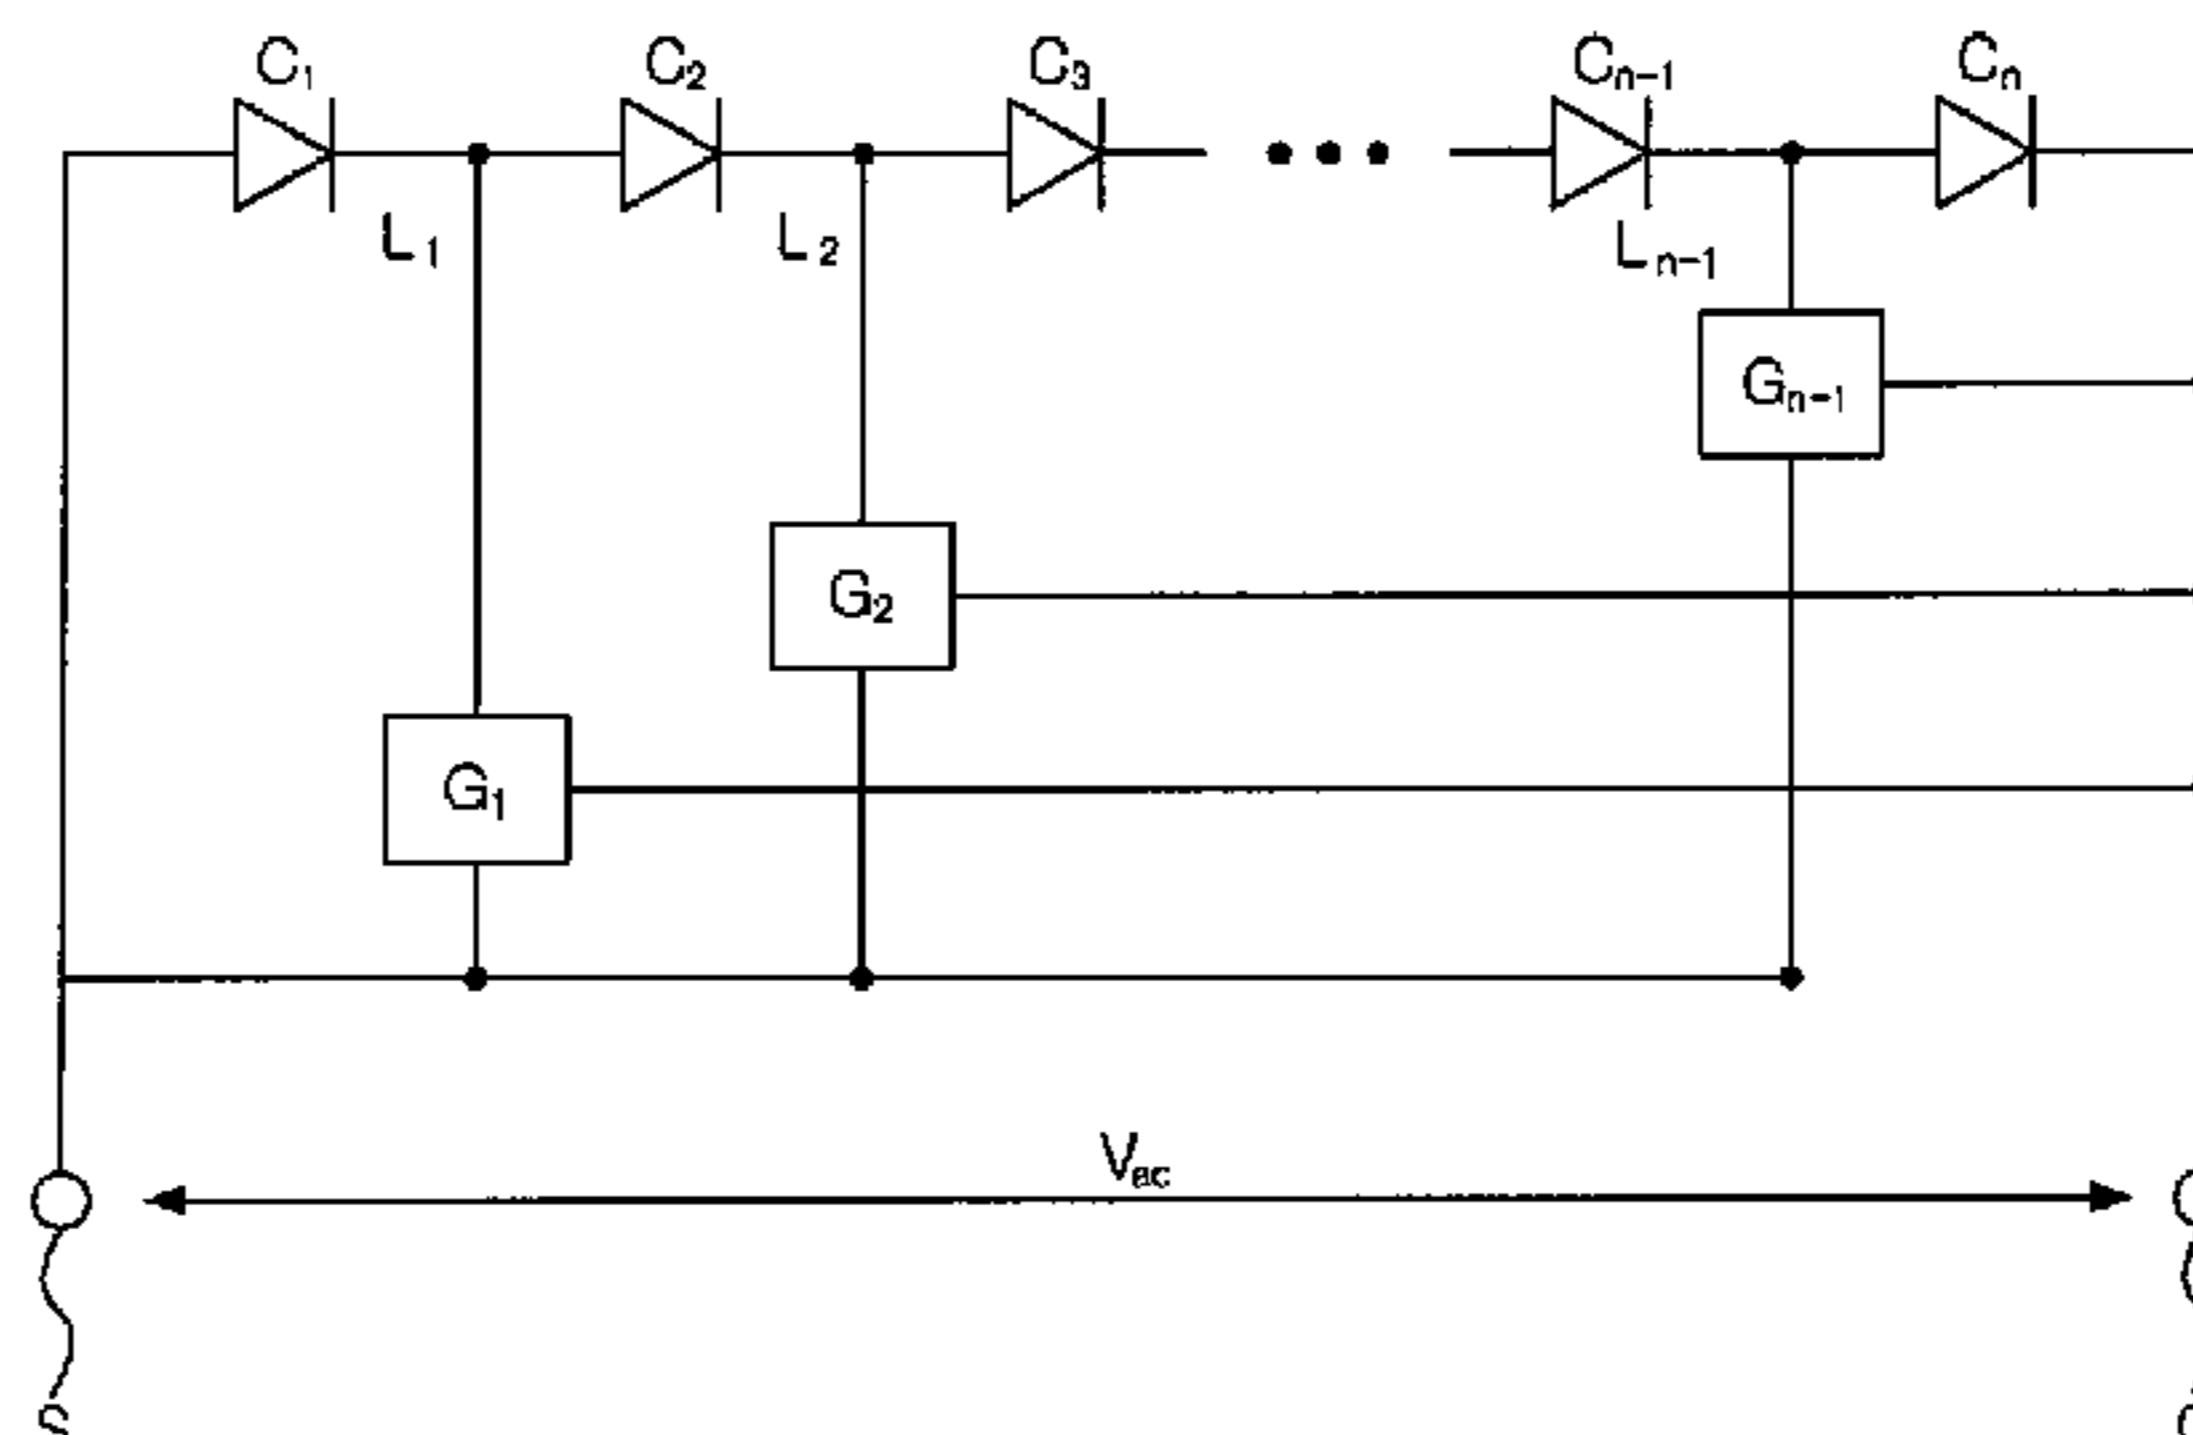 C₁ C₂ C₃ Cₙ₋₁ Cₙ
L₁ L₂ Lₙ₋₁
Gₙ₋₁
G₂
G₁
Vac